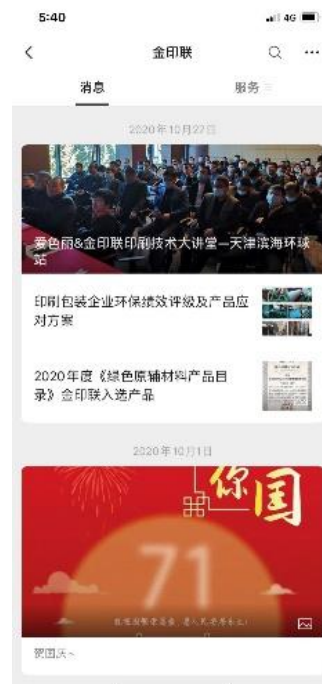 5:40
4G
金印联
消息
服务
2020年10月27日
爱色丽&金印联印刷技术大讲堂—天津滨海环球
站
印刷包装企业环保绩效评级及产品应
对方案
2020年度《绿色原辅材料产品目
录》金印联入选产品
2020年10月1日
你国
71
贺国庆~